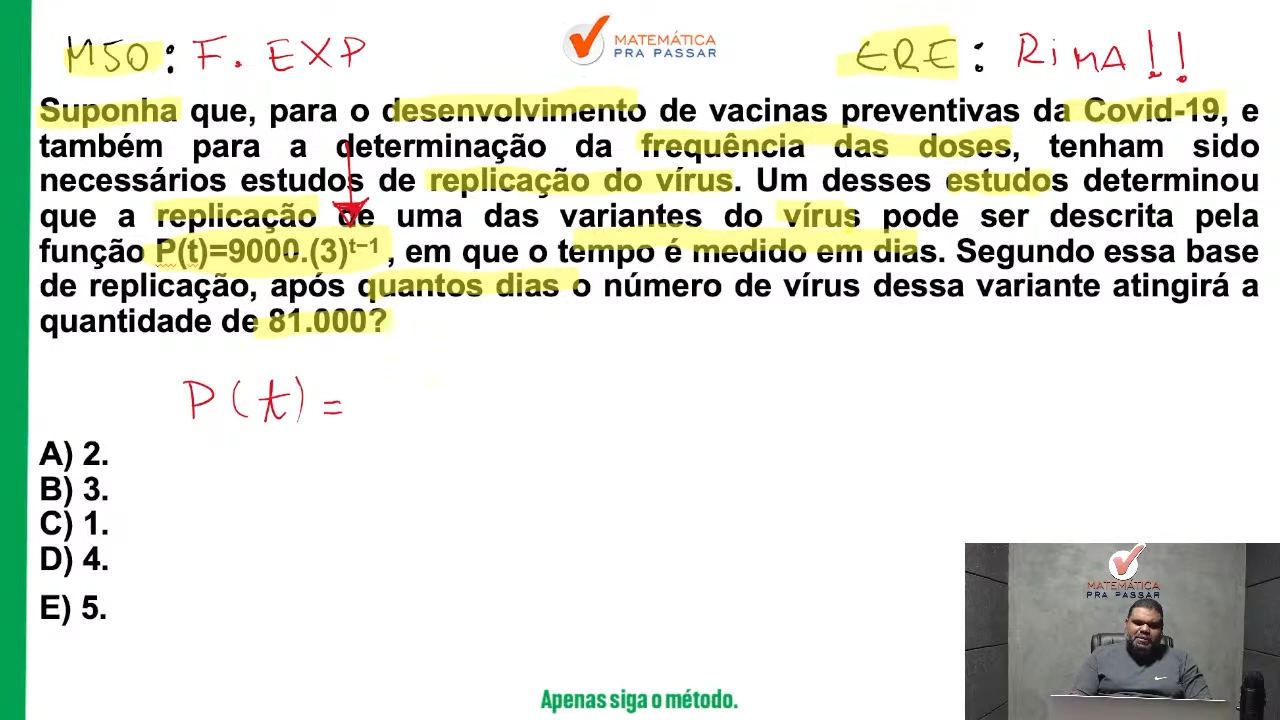 M50: F. EXP
MATEMÁTICA
PRA PASSAR
ERE: RiMA!!
Suponha que, para o desenvolvimento de vacinas preventivas da Covid-19, e
também para a determinação da frequência das doses, tenham sido
necessários estudos de replicação do vírus. Um desses estudos determinou
que a replicação de uma das variantes do vírus pode ser descrita pela
função P(t)=9000.(3)ᵗ⁻¹ , em que o tempo é medido em dias. Segundo essa base
de replicação, após quantos dias o número de vírus dessa variante atingirá a
quantidade de 81.000?
P(t) =
A) 2.
B) 3.
C) 1.
D) 4.
E) 5.
MATEMÁTICA
PRA PASSAR
Apenas siga o método.